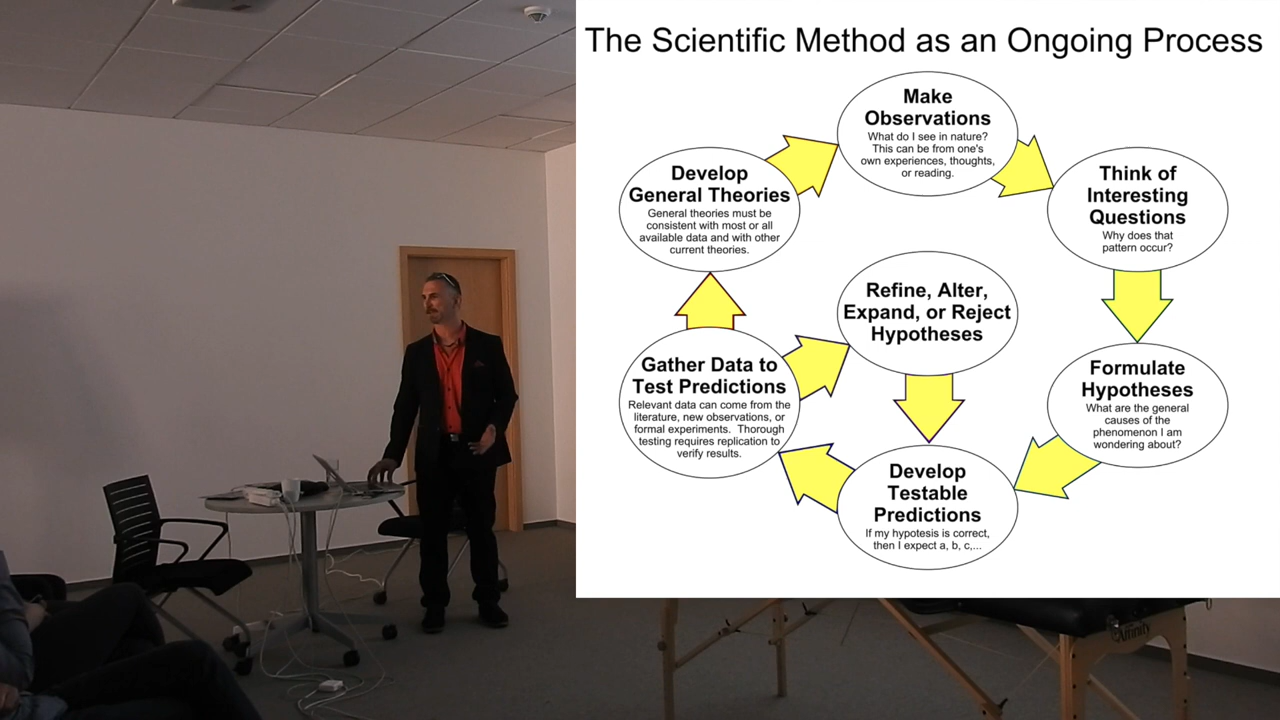 The Scientific Method as an Ongoing Process
Make
Observations
What do I see in nature?
This can be from one's
own experiences, thoughts,
or reading.
Think of
Interesting
Questions
Why does that
pattern occur?
Formulate
Hypotheses
What are the general
causes of the
phenomenon I am
wondering about?
Develop
Testable
Predictions
If my hypotesis is correct,
then I expect a, b, c,...
Gather Data to
Test Predictions
Relevant data can come from the
literature, new observations, or
formal experiments. Thorough
testing requires replication to
verify results.
Refine, Alter,
Expand, or Reject
Hypotheses
Develop
General Theories
General theories must be
consistent with most or all
available data and with other
current theories.
Affinity